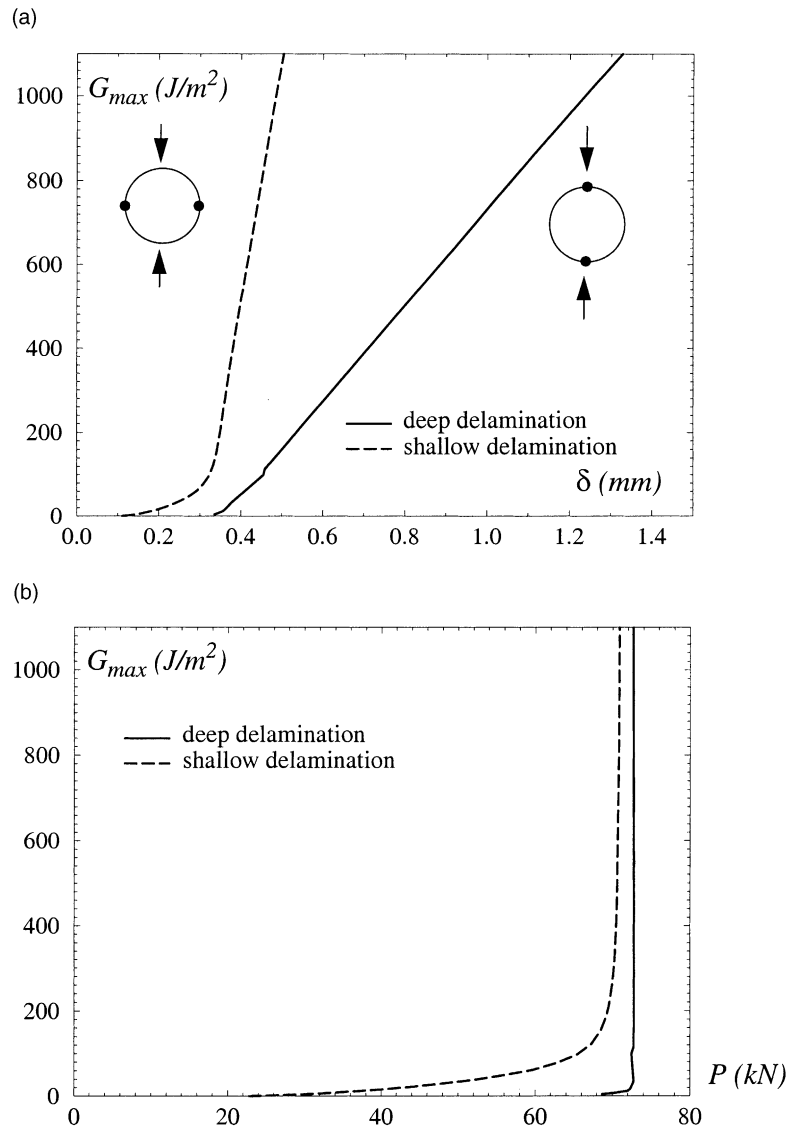 (a)
G_max (J/m²)
1000
800
600
400
200
0
deep delamination
shallow delamination
δ (mm)
0.0 0.2 0.4 0.6 0.8 1.0 1.2 1.4
(b)
G_max (J/m²)
1000
800
600
400
200
0
deep delamination
shallow delamination
P (kN)
0 20 40 60 80